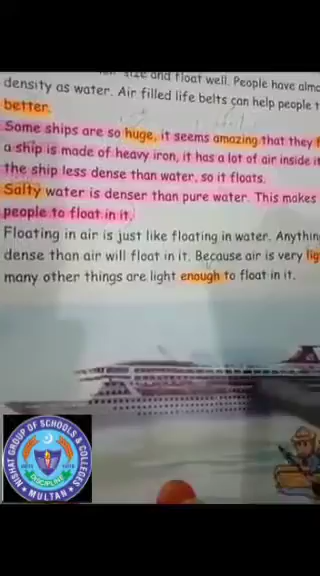 size and float well. People have almo
density as water. Air filled life belts can help people t
better.
Some ships are so huge, it seems amazing that they f
a ship is made of heavy iron, it has a lot of air inside it
the ship less dense than water, so it floats.
Salty water is denser than pure water. This makes
people to float in it.
Floating in air is just like floating in water. Anythin
dense than air will float in it. Because air is very lig
many other things are light enough to float in it.
NISHAT GROUP OF SCHOOLS & COLLEGES
DISCIPLINE
MULTAN